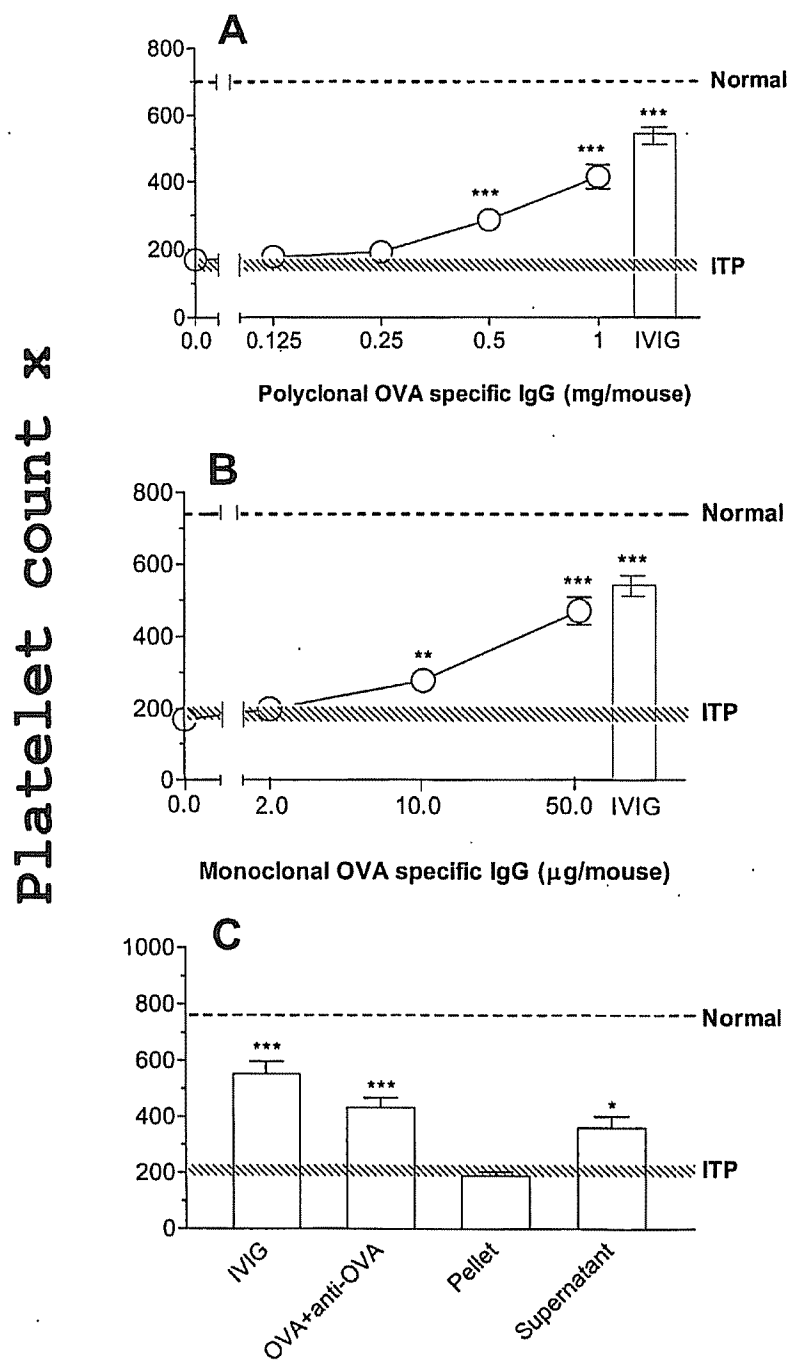 Platelet count x
A
800
600
400
200
0
Normal
ITP
***
***
***
0.0 0.125 0.25 0.5 1 IVIG
Polyclonal OVA specific IgG (mg/mouse)
B
800
600
400
200
0
Normal
ITP
**
***
***
0.0 2.0 10.0 50.0 IVIG
Monoclonal OVA specific IgG (μg/mouse)
C
1000
800
600
400
200
0
Normal
ITP
***
***
*
IVIG
OVA+anti-OVA
Pellet
Supernatant